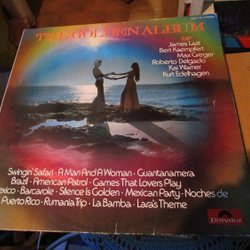 THE GOLDEN ALBUM
James Last
Bert Kaempfert
Max Greger
Roberto Delgado
Kai Warner
Kurt Edelhagen
Swingin' Safari · A Man And A Woman · Guantanamera
Brazil · American Patrol · Games That Lovers Play
Mexico · Barcarole · Silence Is Golden · Mexican Party · Noches de
Puerto Rico · Rumania Trip · La Bamba · Lara's Theme
Polydor